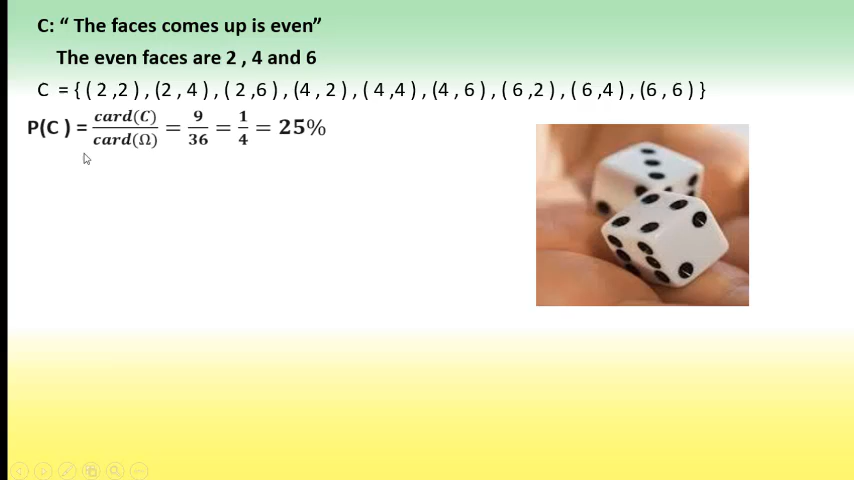 C: “ The faces comes up is even”
The even faces are 2 , 4 and 6
C = { ( 2 ,2 ) , (2 , 4 ) , ( 2 ,6 ) , (4 , 2 ) , ( 4 ,4 ) , (4 , 6 ) , ( 6 ,2 ) , ( 6 ,4 ) , (6 , 6 ) }
P(C ) = card(C)/card(Ω) = 9/36 = 1/4 = 25%